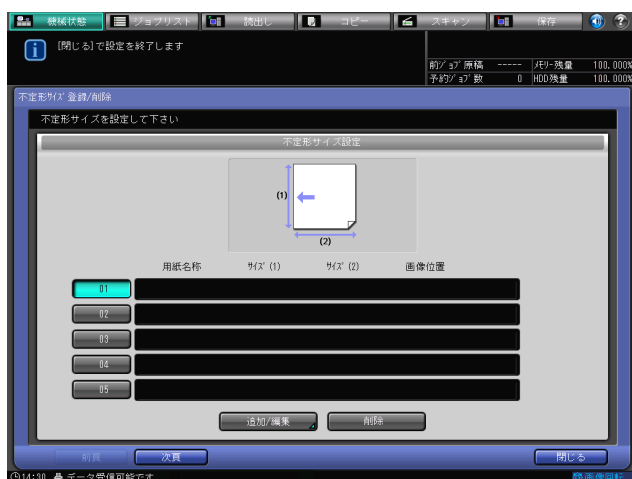 機械状態 ジョブリスト 読出し コピー スキャン 保存
[閉じる]で設定を終了します
前ｼﾞｮﾌﾞ原稿 ----- ﾒﾓﾘｰ残量 100.000%
予約ｼﾞｮﾌﾞ数 0 HDD残量 100.000%
不定形ｻｲｽﾞ登録/削除
不定形サイズを設定して下さい
不定形サイズ設定
(1)
(2)
用紙名称 ｻｲｽﾞ(1) ｻｲｽﾞ(2) 画像位置
01
02
03
04
05
追加/編集 削除
前頁 次頁 閉じる
14:30 データ受信可能です 画像回転